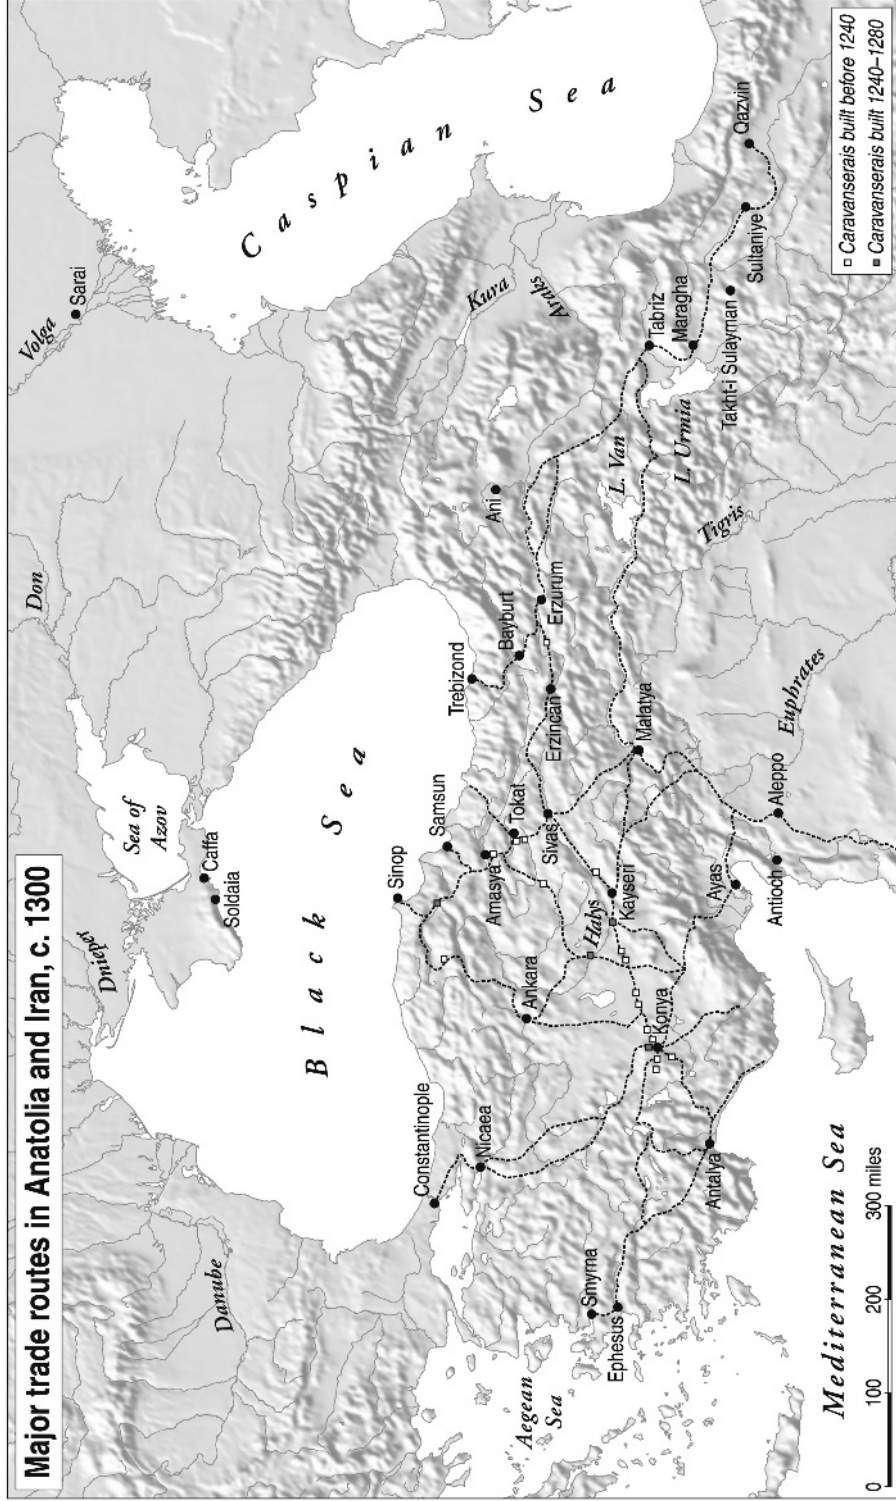 Major trade routes in Anatolia and Iran, c. 1300
Danube
Dnieper
Don
Volga
Sarai
Sea of
Azov
Caffa
Soldaia
Black Sea
Caspian Sea
Kura
Araks
Constantinople
Nicaea
Sinop
Samsun
Trebizond
Bayburt
Ani
Amasya
Tokat
Ankara
Sivas
Erzincan
Erzurum
Halys
Kayseri
Malatya
L. Van
L. Urmia
Tabriz
Maragha
Takht-i Sulayman
Sultaniye
Qazvin
Aegean
Sea
Smyrna
Ephesus
Konya
Antalya
Ayas
Antioch
Aleppo
Euphrates
Tigris
Mediterranean Sea
0 100 200 300 miles
Caravanserais built before 1240
Caravanserais built 1240–1280